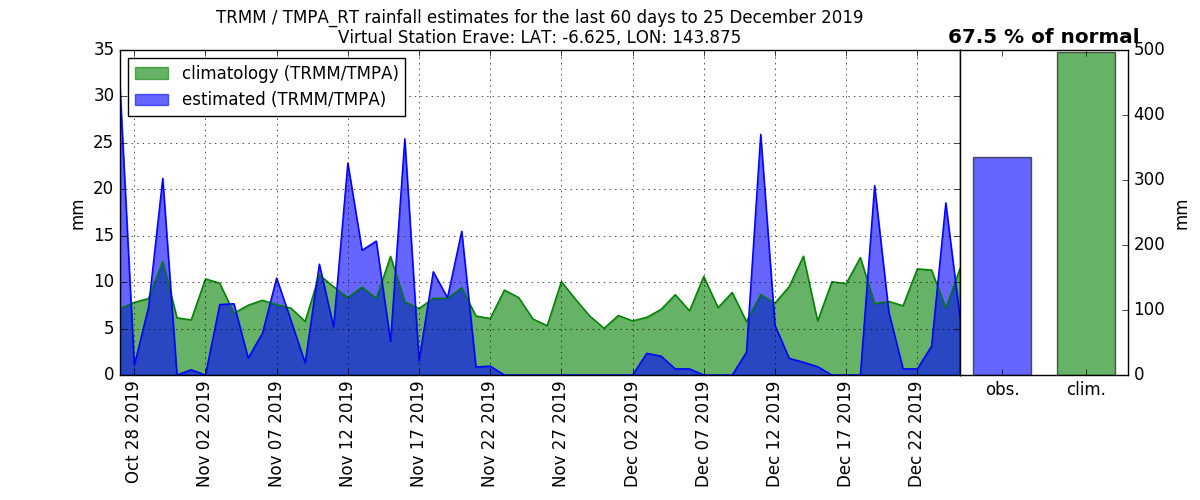 TRMM / TMPA_RT rainfall estimates for the last 60 days to 25 December 2019
Virtual Station Erave: LAT: -6.625, LON: 143.875
67.5 % of normal
climatology (TRMM/TMPA)
estimated (TRMM/TMPA)
35
30
25
20
15
10
5
0
mm
Oct 28 2019
Nov 02 2019
Nov 07 2019
Nov 12 2019
Nov 17 2019
Nov 22 2019
Nov 27 2019
Dec 02 2019
Dec 07 2019
Dec 12 2019
Dec 17 2019
Dec 22 2019
obs.
clim.
500
400
300
200
100
0
mm